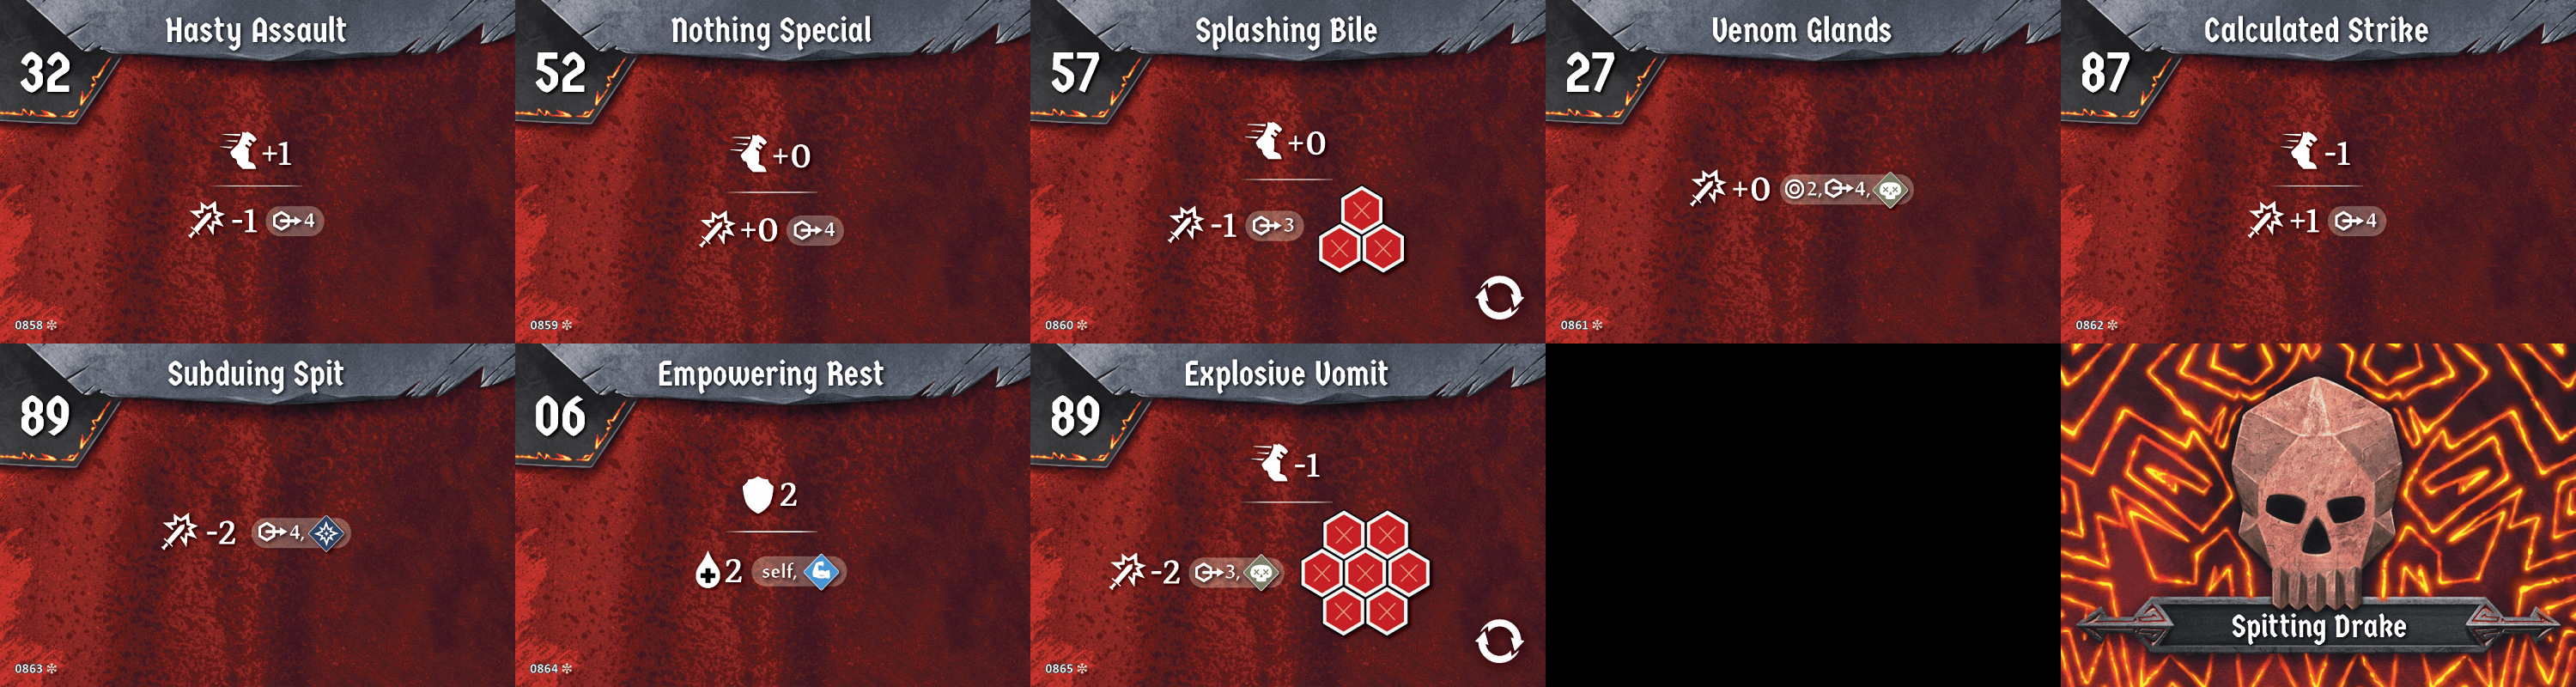 Hasty Assault
32
+1
-1 4
0858
Nothing Special
52
+0
+0 4
0859
Splashing Bile
57
+0
-1 3
0860
Venom Glands
27
+0 2, 4,
0861
Calculated Strike
87
-1
+1 4
0862
Subduing Spit
89
-2 4,
0863
Empowering Rest
06
2
2 self,
0864
Explosive Vomit
89
-1
-2 3,
0865
Spitting Drake